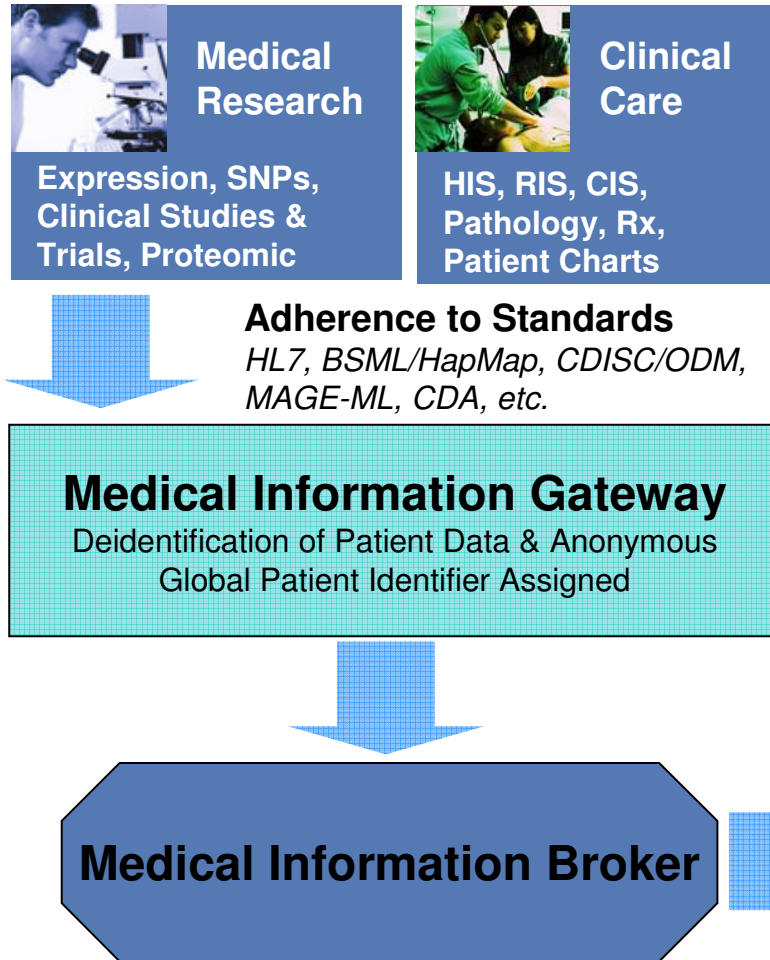 Medical
Research
Expression, SNPs,
Clinical Studies &
Trials, Proteomic
Clinical
Care
HIS, RIS, CIS,
Pathology, Rx,
Patient Charts
Adherence to Standards
HL7, BSML/HapMap, CDISC/ODM,
MAGE-ML, CDA, etc.
Medical Information Gateway
Deidentification of Patient Data & Anonymous
Global Patient Identifier Assigned
Medical Information Broker